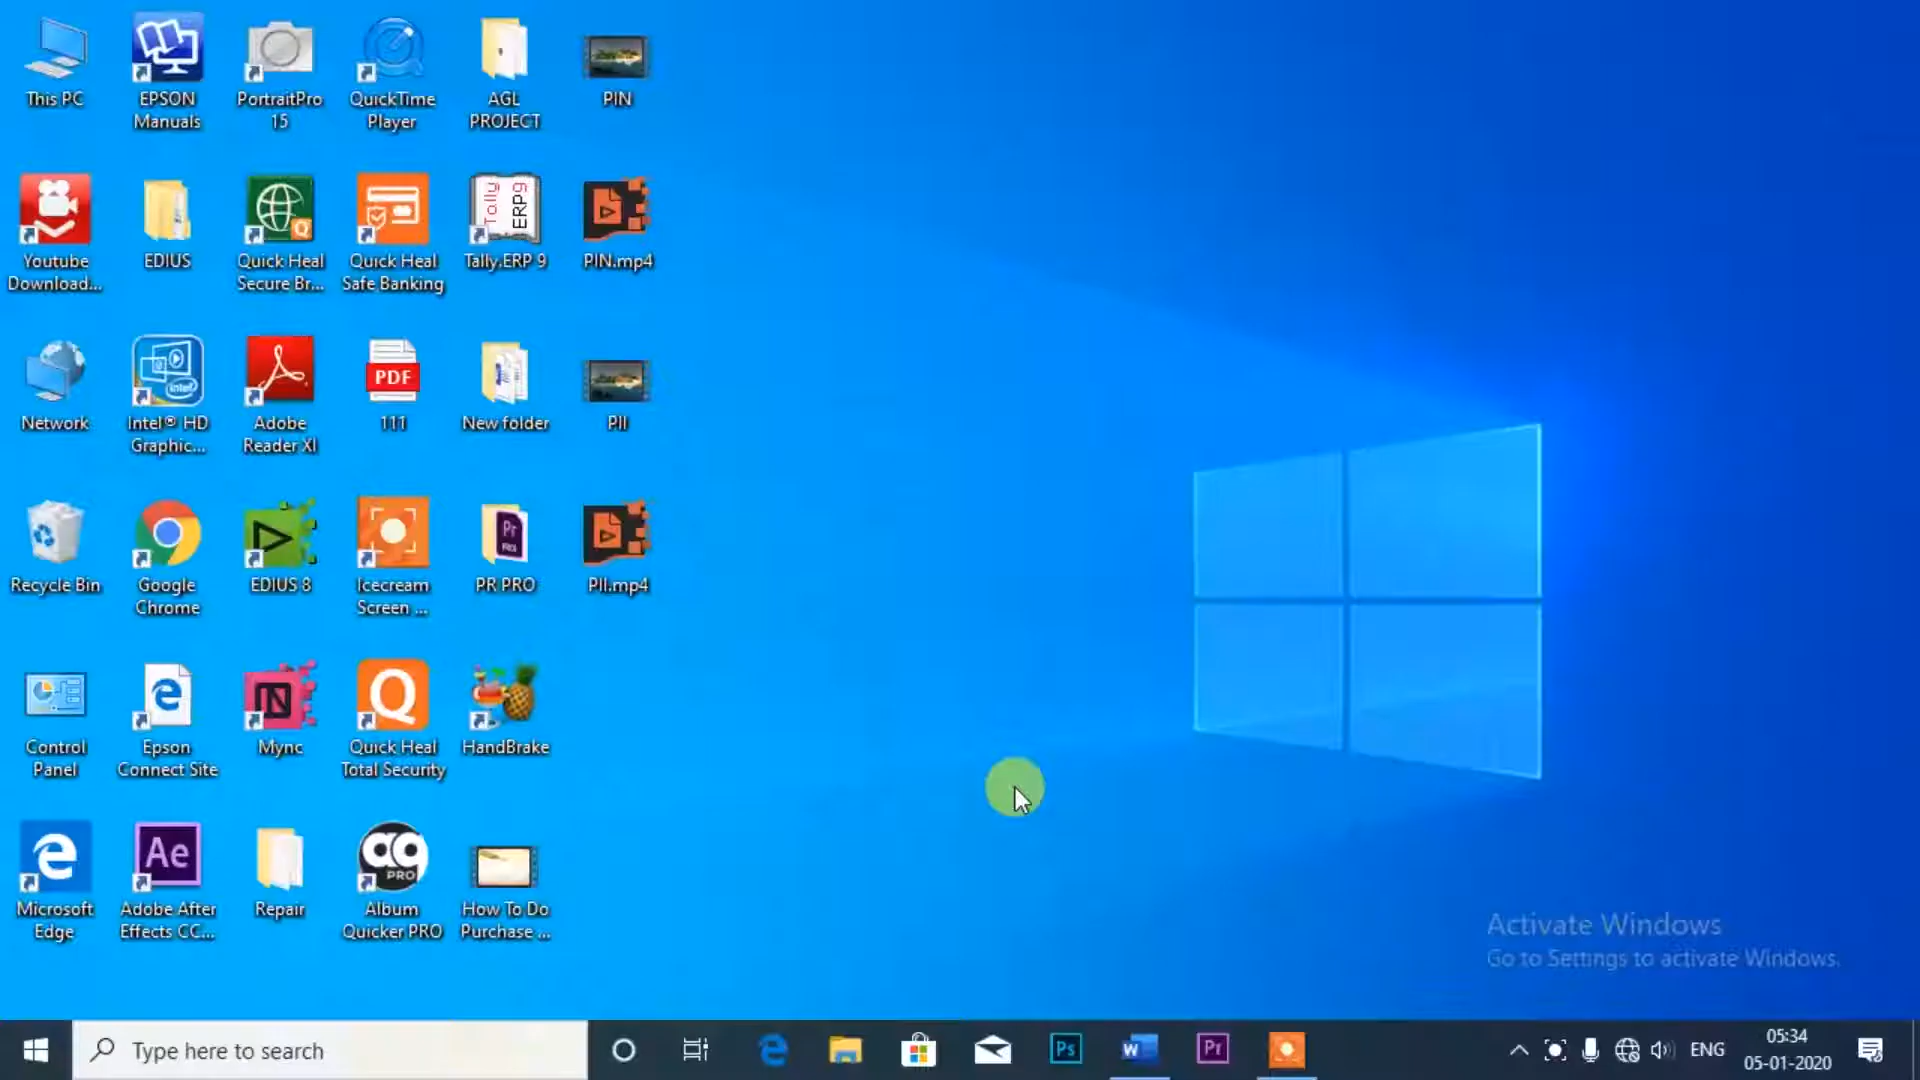 This PC
EPSON
Manuals
PortraitPro
15
QuickTime
Player
AGL
PROJECT
PIN
Youtube
Download...
EDIUS
Quick Heal
Secure Br...
Quick Heal
Safe Banking
Tally
ERP9
Tally.ERP 9
PIN.mp4
Network
intel
Intel® HD
Graphic...
Adobe
Reader XI
PDF
111
New folder
PII
Recycle Bin
Google
Chrome
EDIUS 8
Icecream
Screen ...
Pr
PR PRO
PII.mp4
Control
Panel
Epson
Connect Site
Mync
Quick Heal
Total Security
HandBrake
Microsoft
Edge
Ae
Adobe After
Effects CC...
Repair
PRO
Album
Quicker PRO
How To Do
Purchase ...
Activate Windows
Go to Settings to activate Windows.
Type here to search
Ps
W
Pr
ENG
05:34
05-01-2020